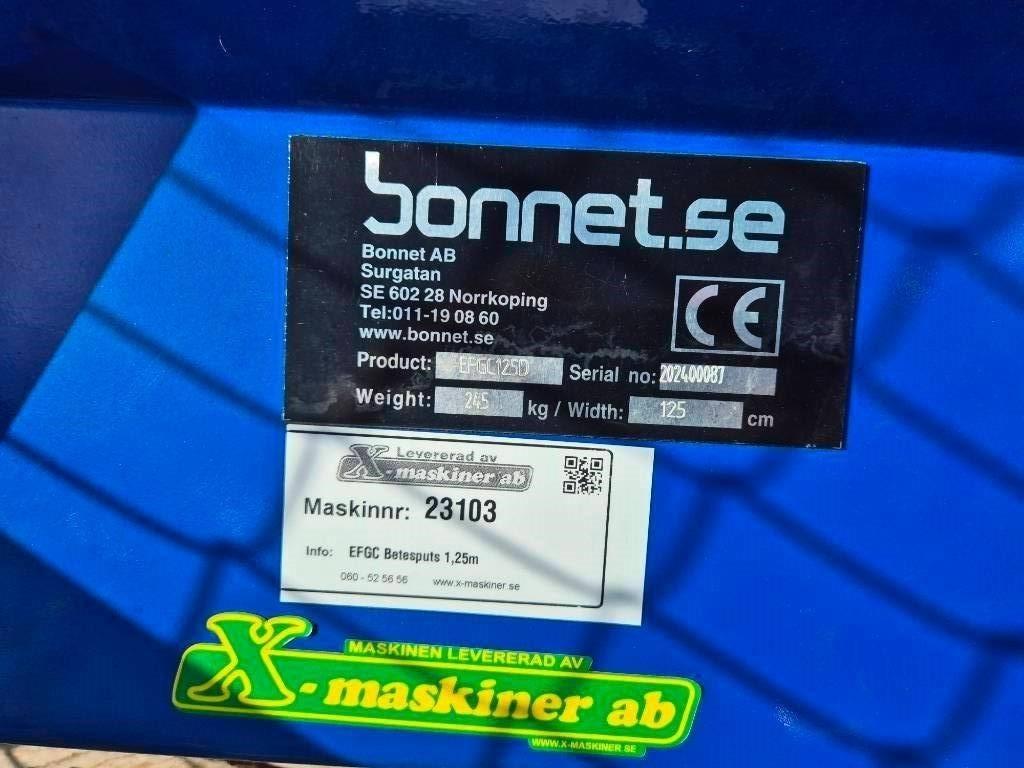 bonnet.se
Bonnet AB
Surgatan
SE 602 28 Norrkoping
Tel:011-19 08 60
www.bonnet.se
CE
Product: EFGC125D Serial no: 202400087
Weight: 245 kg / Width: 125 cm
Levererad av
X-maskiner ab
Maskinnr: 23103
Info: EFGC Betesputs 1,25m
060 - 52 56 56 www.x-maskiner.se
MASKINEN LEVERERAD AV
X-maskiner ab
WWW.X-MASKINER.SE